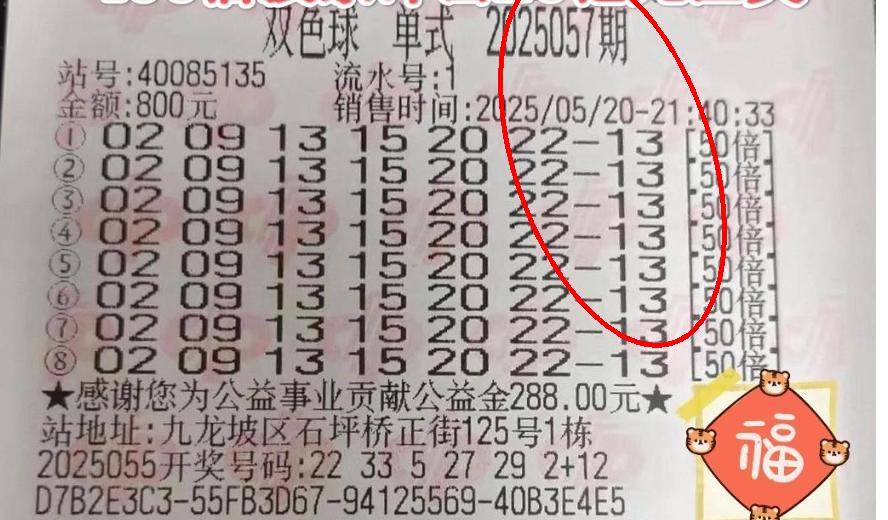 双色球 单式 2025057期
站号:40085135 流水号:1
金额:800元 销售时间:2025/05/20-21:40:33
① 02 09 13 15 20 22-13 [50倍]
② 02 09 13 15 20 22-13 [50倍]
③ 02 09 13 15 20 22-13 [50倍]
④ 02 09 13 15 20 22-13 [50倍]
⑤ 02 09 13 15 20 22-13 [50倍]
⑥ 02 09 13 15 20 22-13 [50倍]
⑦ 02 09 13 15 20 22-13 [50倍]
⑧ 02 09 13 15 20 22-13 [50倍]
★感谢您为公益事业贡献公益金288.00元★
站地址:九龙坡区石坪桥正街125号1栋
2025055开奖号码:22 33 5 27 29 2+12
D7B2E3C3-55FB3D67-94125569-40B3E4E5
福